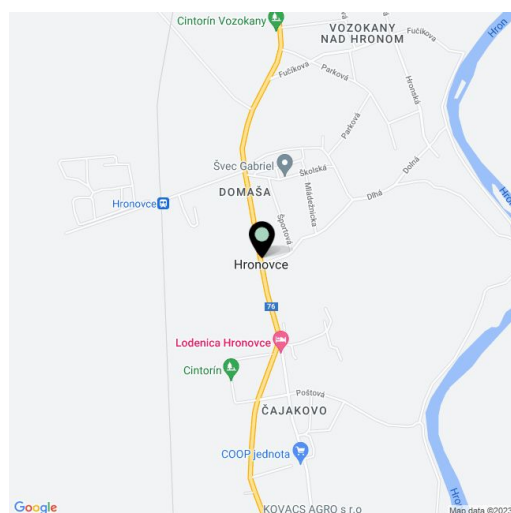 Cintorín Vozokany
VOZOKANY
NAD HRONOM
Fučíkova
Hron
Parková
Fučíkova
Hronská
Parková
Švec Gabriel
Školská
Dolná
DOMAŠA
Mládežnícka
Dlhá
Hronovce
Športová
Hronovce
76
Lodenica Hronovce
Cintorín
Poštová
ČAJAKOVO
COOP jednota
Hro
KOVACS AGRO s r.o
Google
Map data ©2023